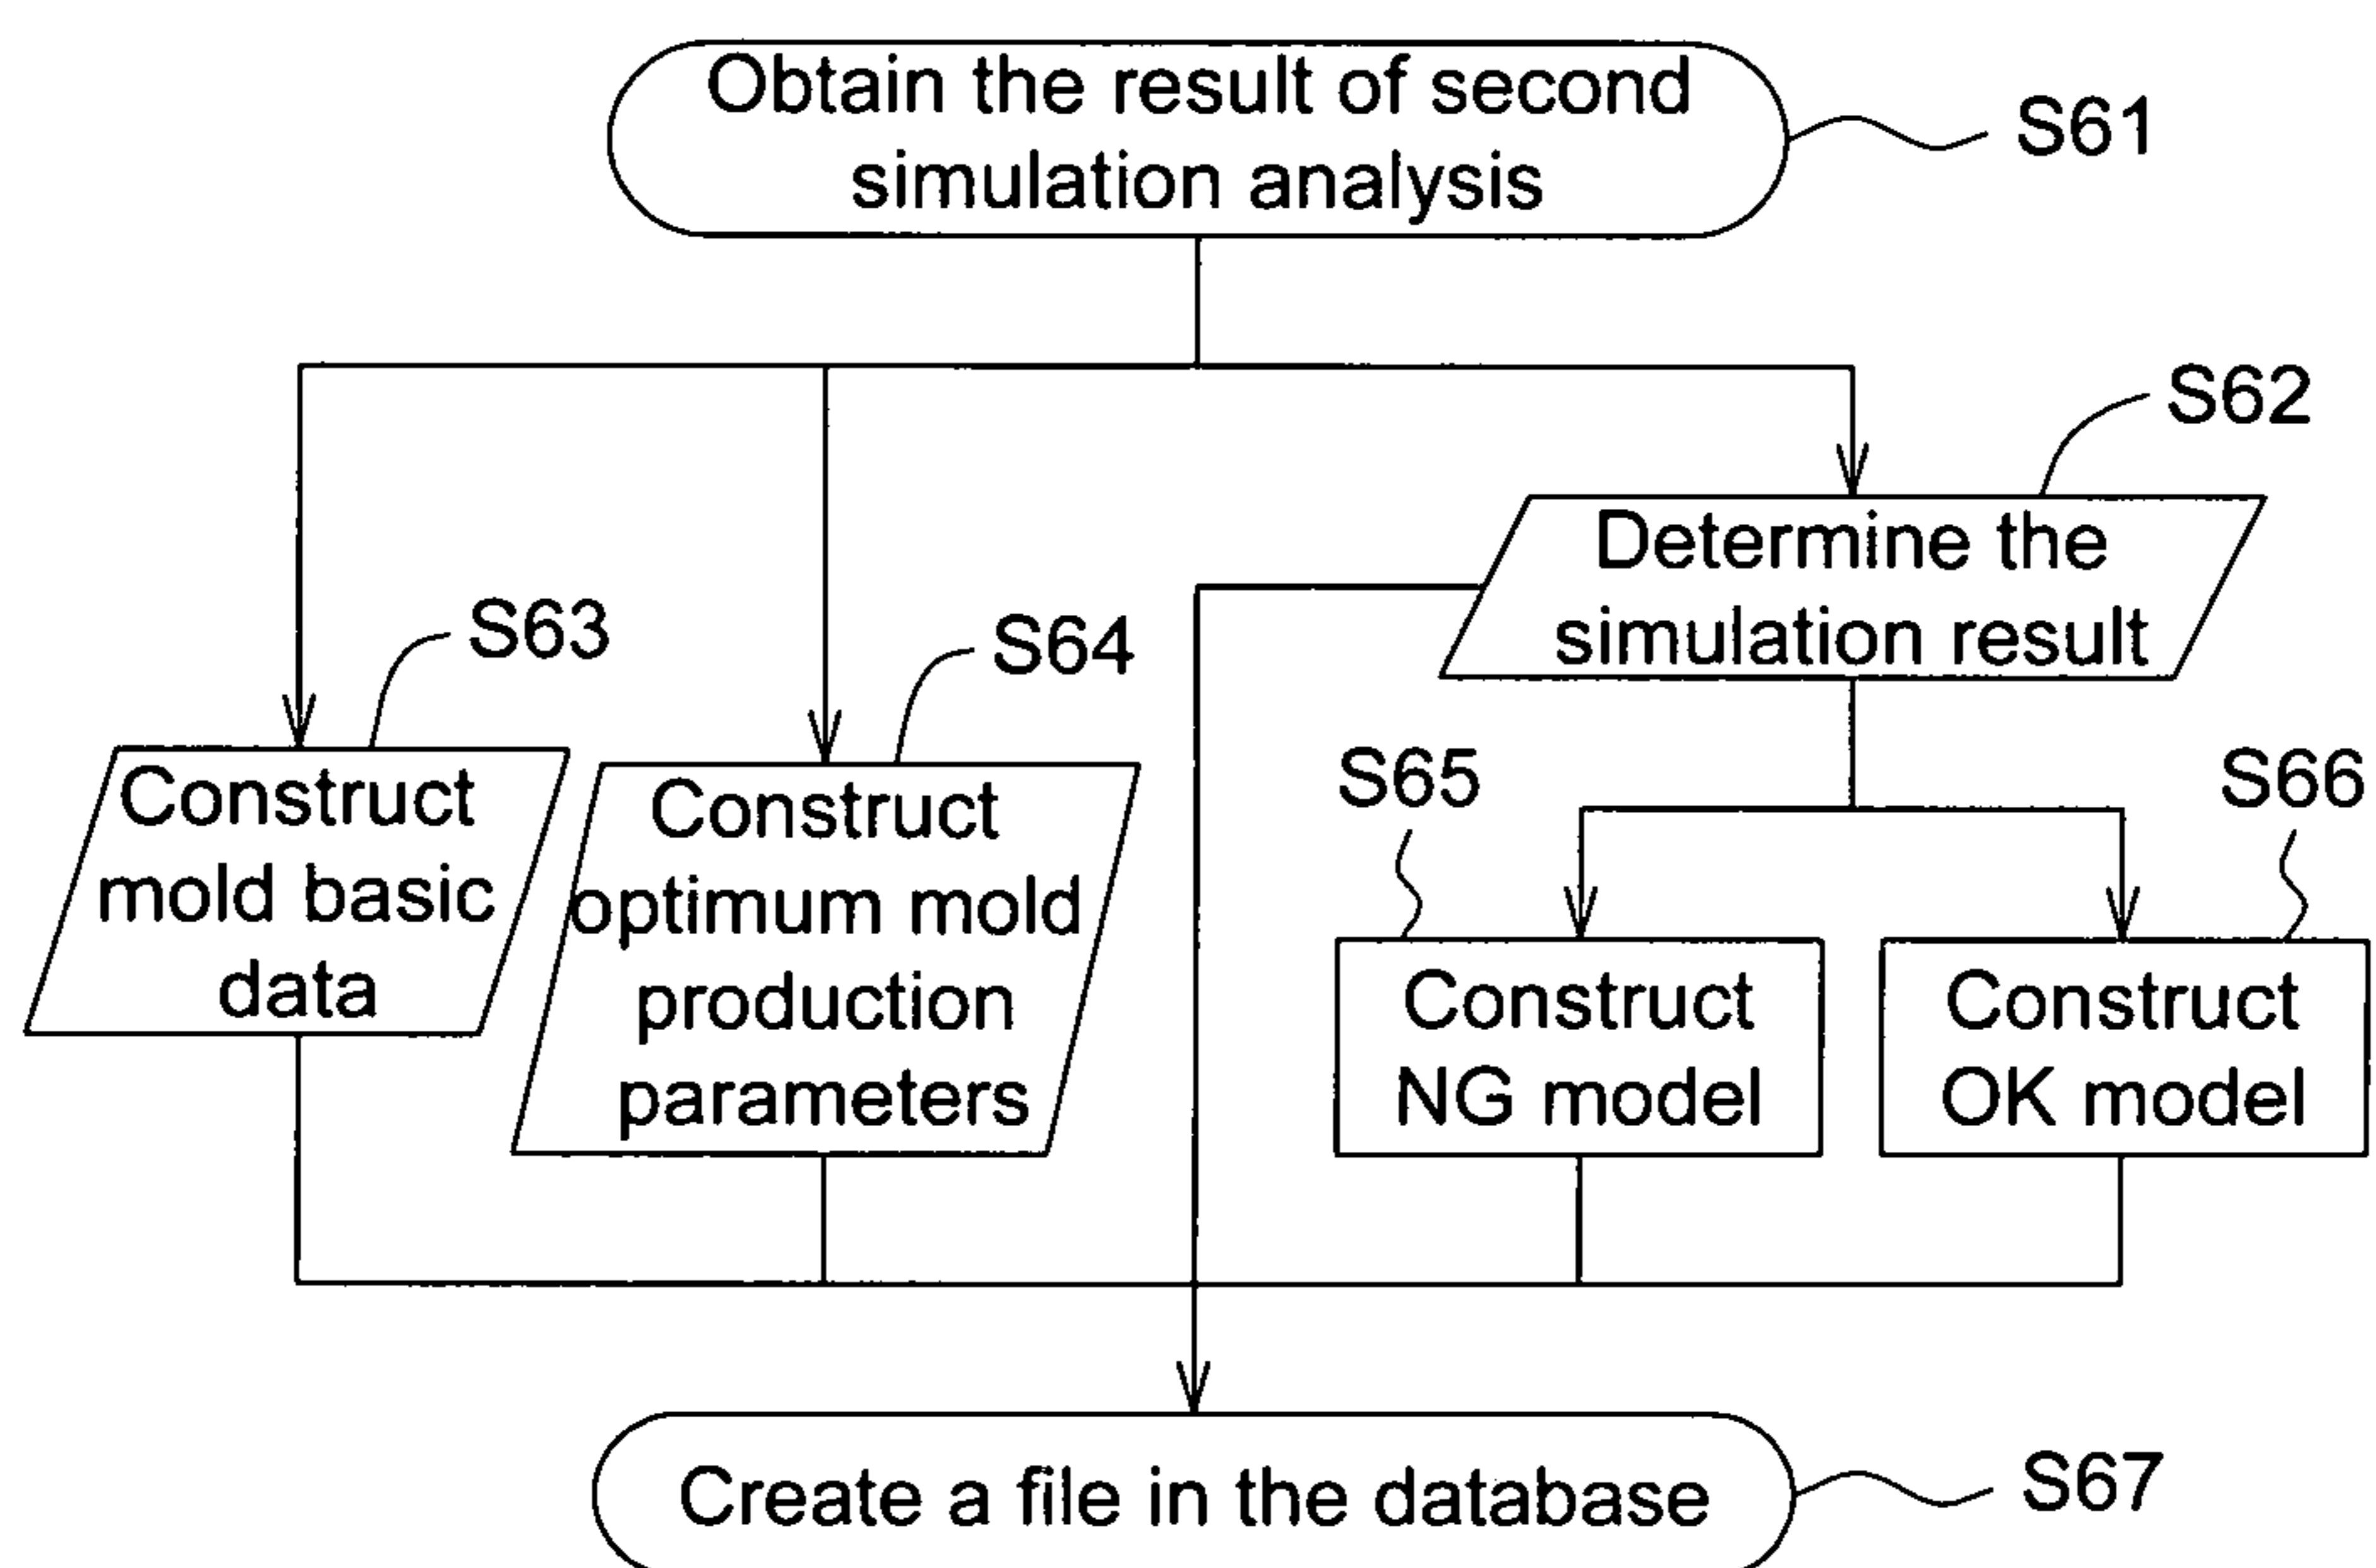 Obtain the result of second
simulation analysis
S61
S62
Determine the
simulation result
S63
S64
Construct
mold basic
data
Construct
optimum mold
production
parameters
S65
S66
Construct
NG model
Construct
OK model
Create a file in the database
S67